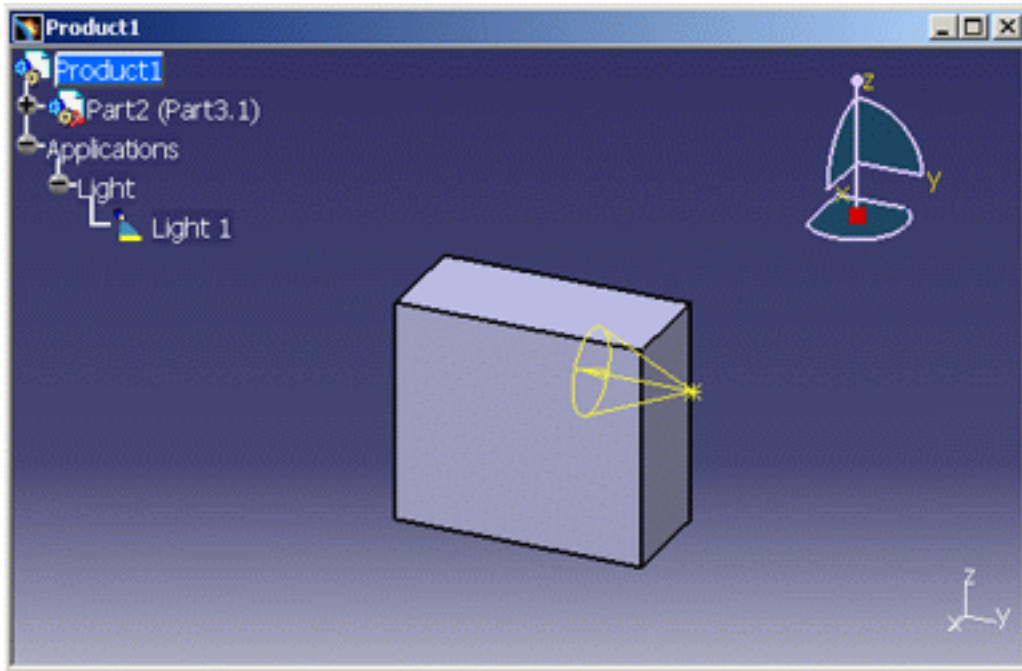 Product1
Product1
Part2 (Part3.1)
Applications
Light
Light 1
z
y
x
z
x
y